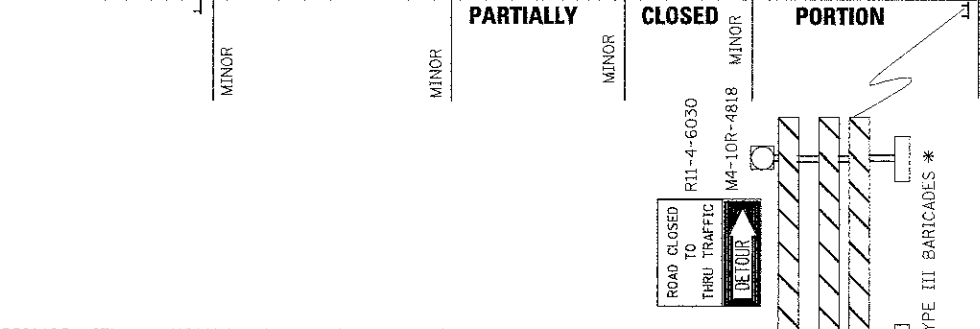 PARTIALLY CLOSED PORTION
MINOR
MINOR
MINOR
MINOR
R11-4-6030
M4-10R-4818
ROAD CLOSED
TO
THRU TRAFFIC
DETOUR
YPE III BARICADES *